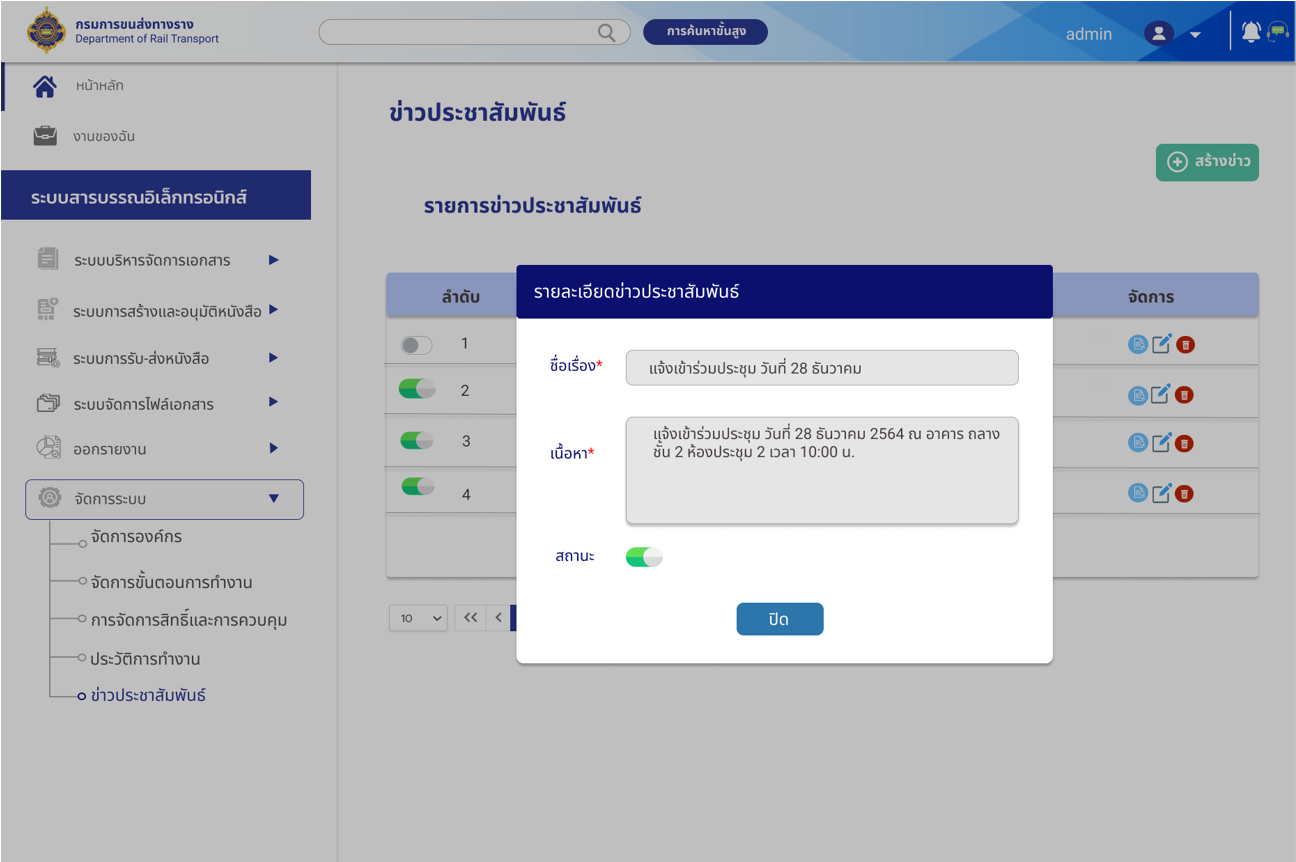 กรมการขนส่งทางราง
Department of Rail Transport
การค้นหาขั้นสูง
admin
หน้าหลัก
งานของฉัน
ระบบสารบรรณอิเล็กทรอนิกส์
ระบบบริหารจัดการเอกสาร
ระบบการสร้างและอนุมัติหนังสือ
ระบบการรับ-ส่งหนังสือ
ระบบจัดการไฟล์เอกสาร
ออกรายงาน
จัดการระบบ
จัดการองค์กร
จัดการขั้นตอนการทำงาน
การจัดการสิทธิ์และการควบคุม
ประวัติการทำงาน
ข่าวประชาสัมพันธ์
ข่าวประชาสัมพันธ์
สร้างข่าว
รายการข่าวประชาสัมพันธ์
ลำดับ
จัดการ
1
2
3
4
10
<<
<
รายละเอียดข่าวประชาสัมพันธ์
ชื่อเรื่อง*
แจ้งเข้าร่วมประชุม วันที่ 28 ธันวาคม
เนื้อหา*
แจ้งเข้าร่วมประชุม วันที่ 28 ธันวาคม 2564 ณ อาคาร ถลาง
ชั้น 2 ห้องประชุม 2 เวลา 10:00 น.
สถานะ
ปิด